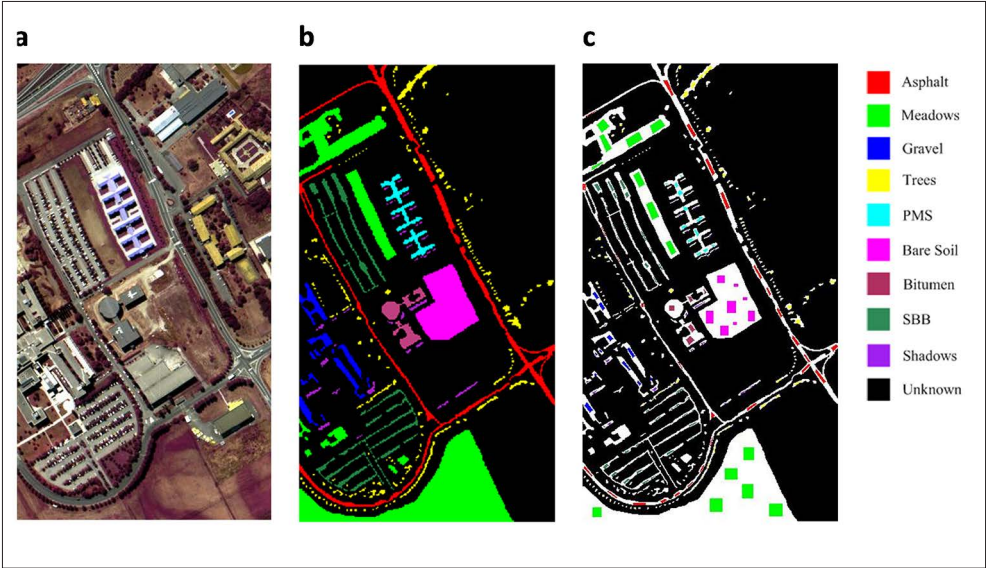 a
b
c
Asphalt
Meadows
Gravel
Trees
PMS
Bare Soil
Bitumen
SBB
Shadows
Unknown